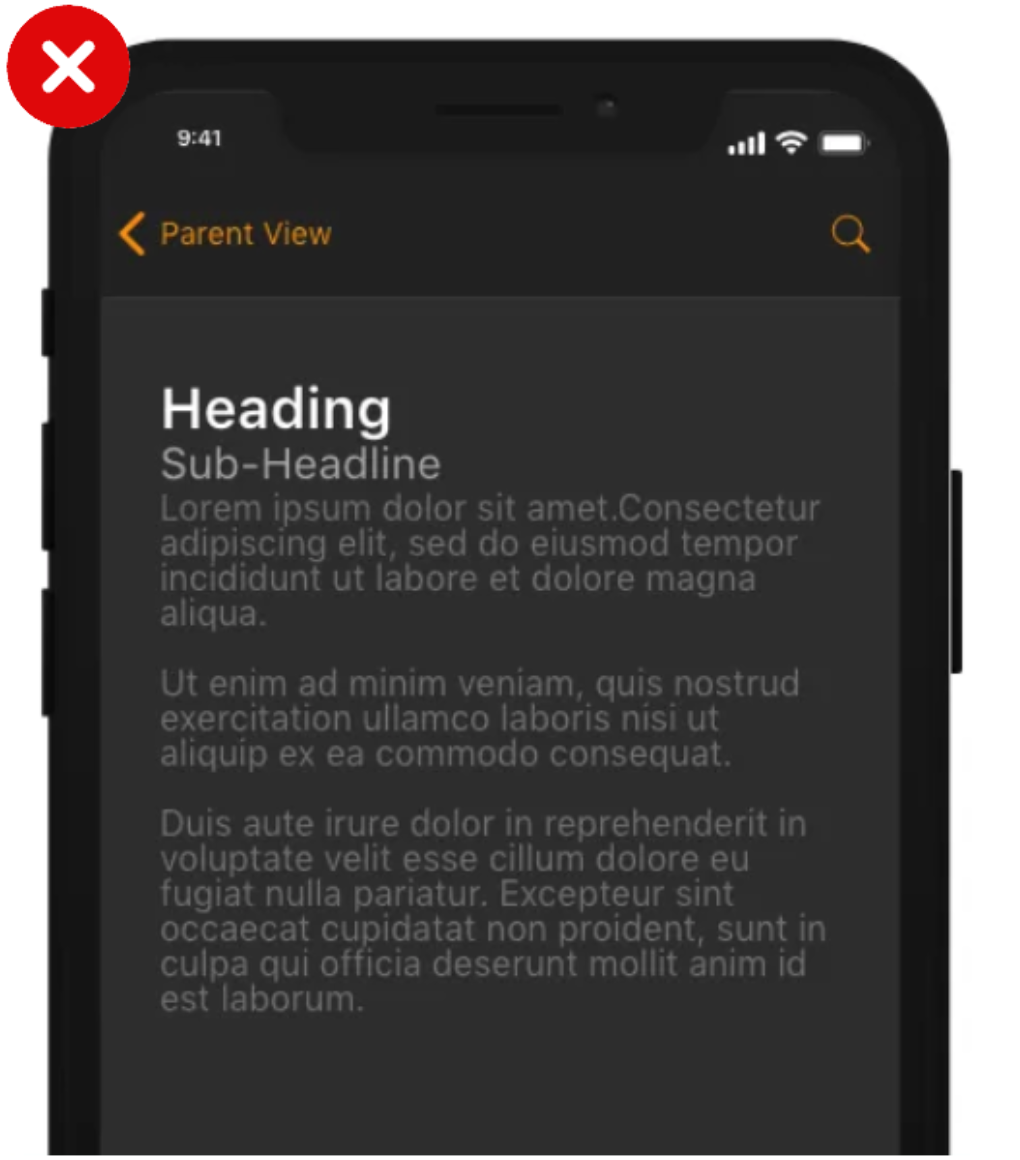 9:41
Parent View
Heading
Sub-Headline
Lorem ipsum dolor sit amet.Consectetur
adipiscing elit, sed do eiusmod tempor
incididunt ut labore et dolore magna
aliqua.
Ut enim ad minim veniam, quis nostrud
exercitation ullamco laboris nisi ut
aliquip ex ea commodo consequat.
Duis aute irure dolor in reprehenderit in
voluptate velit esse cillum dolore eu
fugiat nulla pariatur. Excepteur sint
occaecat cupidatat non proident, sunt in
culpa qui officia deserunt mollit anim id
est laborum.